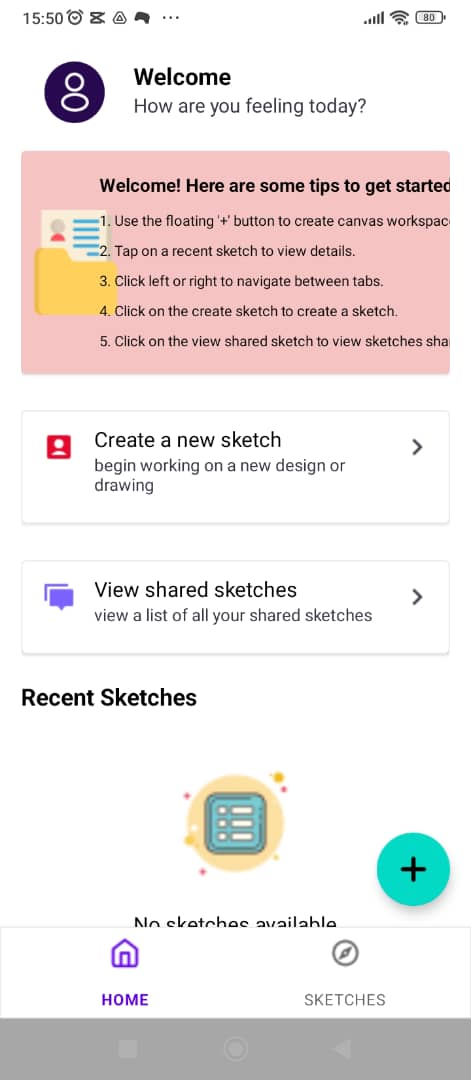 15:50
80
Welcome
How are you feeling today?
Welcome! Here are some tips to get started
1. Use the floating '+' button to create canvas workspac
2. Tap on a recent sketch to view details.
3. Click left or right to navigate between tabs.
4. Click on the create sketch to create a sketch.
5. Click on the view shared sketch to view sketches sha
Create a new sketch
begin working on a new design or
drawing
View shared sketches
view a list of all your shared sketches
Recent Sketches
No sketches available
HOME
SKETCHES